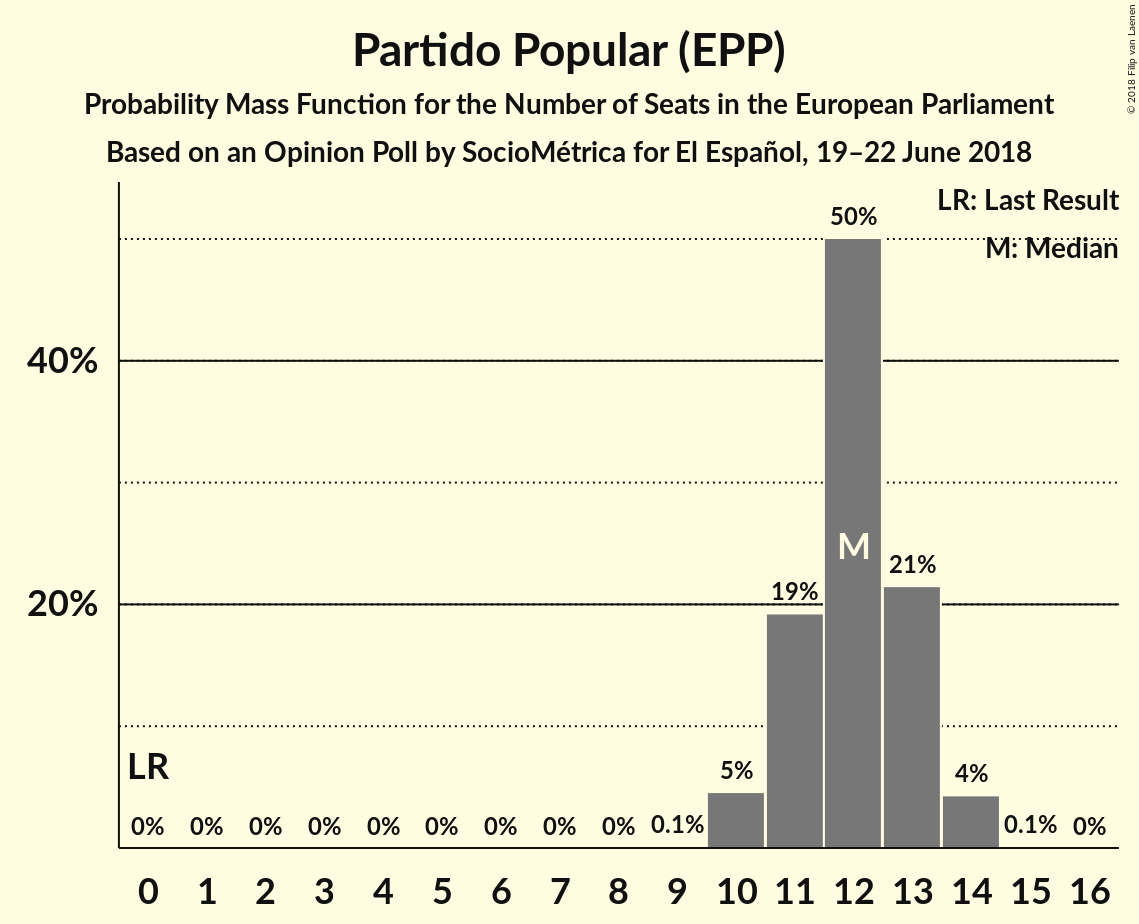 Partido Popular (EPP)
Probability Mass Function for the Number of Seats in the European Parliament
Based on an Opinion Poll by SocioMétrica for El Español, 19–22 June 2018
© 2018 Filip van Laenen
LR: Last Result
M: Median
50%
40%
M
21%
19%
20%
LR
5%
4%
0% 0% 0% 0% 0% 0% 0% 0% 0% 0.1% 0.1% 0%
0 1 2 3 4 5 6 7 8 9 10 11 12 13 14 15 16